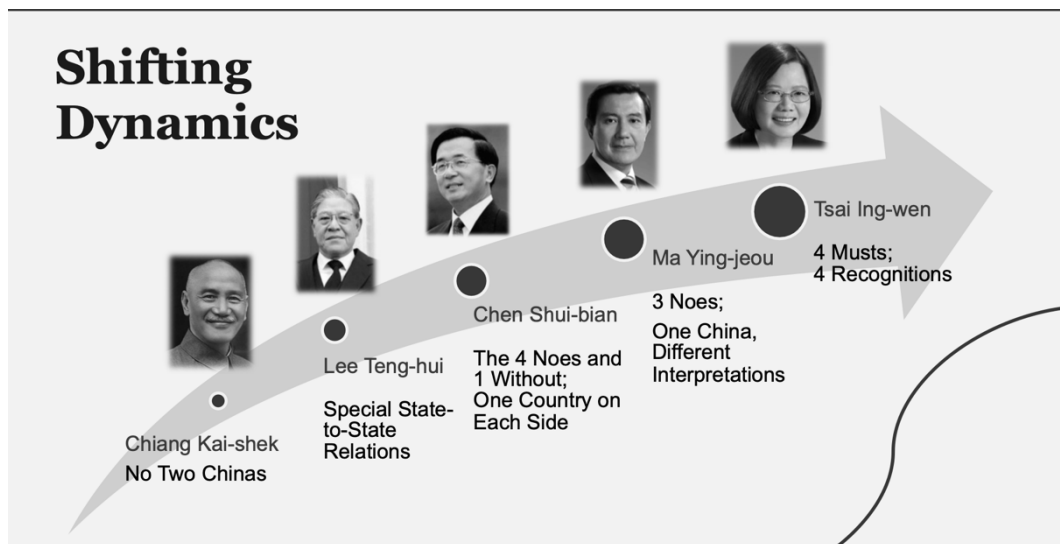 Shifting
Dynamics
Chiang Kai-shek
No Two Chinas
Lee Teng-hui
Special State-
to-State
Relations
Chen Shui-bian
The 4 Noes and
1 Without;
One Country on
Each Side
Ma Ying-jeou
3 Noes;
One China,
Different
Interpretations
Tsai Ing-wen
4 Musts;
4 Recognitions